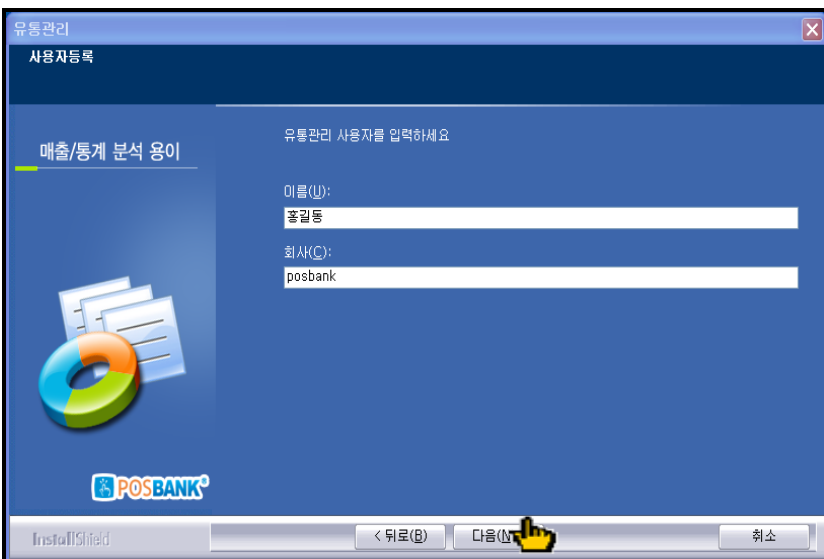 유통관리
사용자등록
매출/통계 분석 용이
유통관리 사용자를 입력하세요
이름(U):
홍길동
회사(C):
posbank
POSBANK®
InstallShield
< 뒤로(B)
다음(N
취소